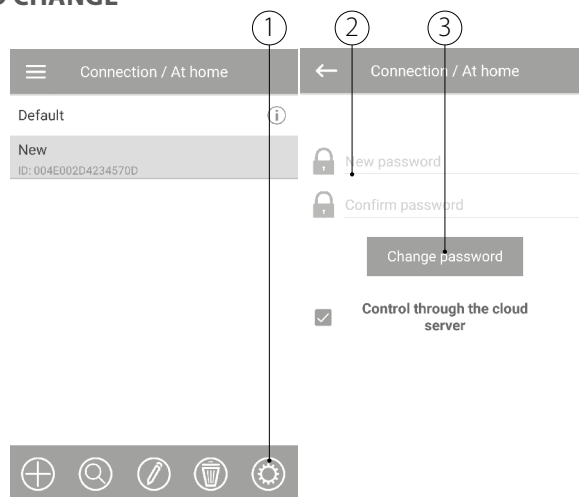 CHANGE
1
2
3
Connection / At home
Default
New
ID: 004E002D4234570D
Connection / At home
New password
Confirm password
Change password
Control through the cloud
server